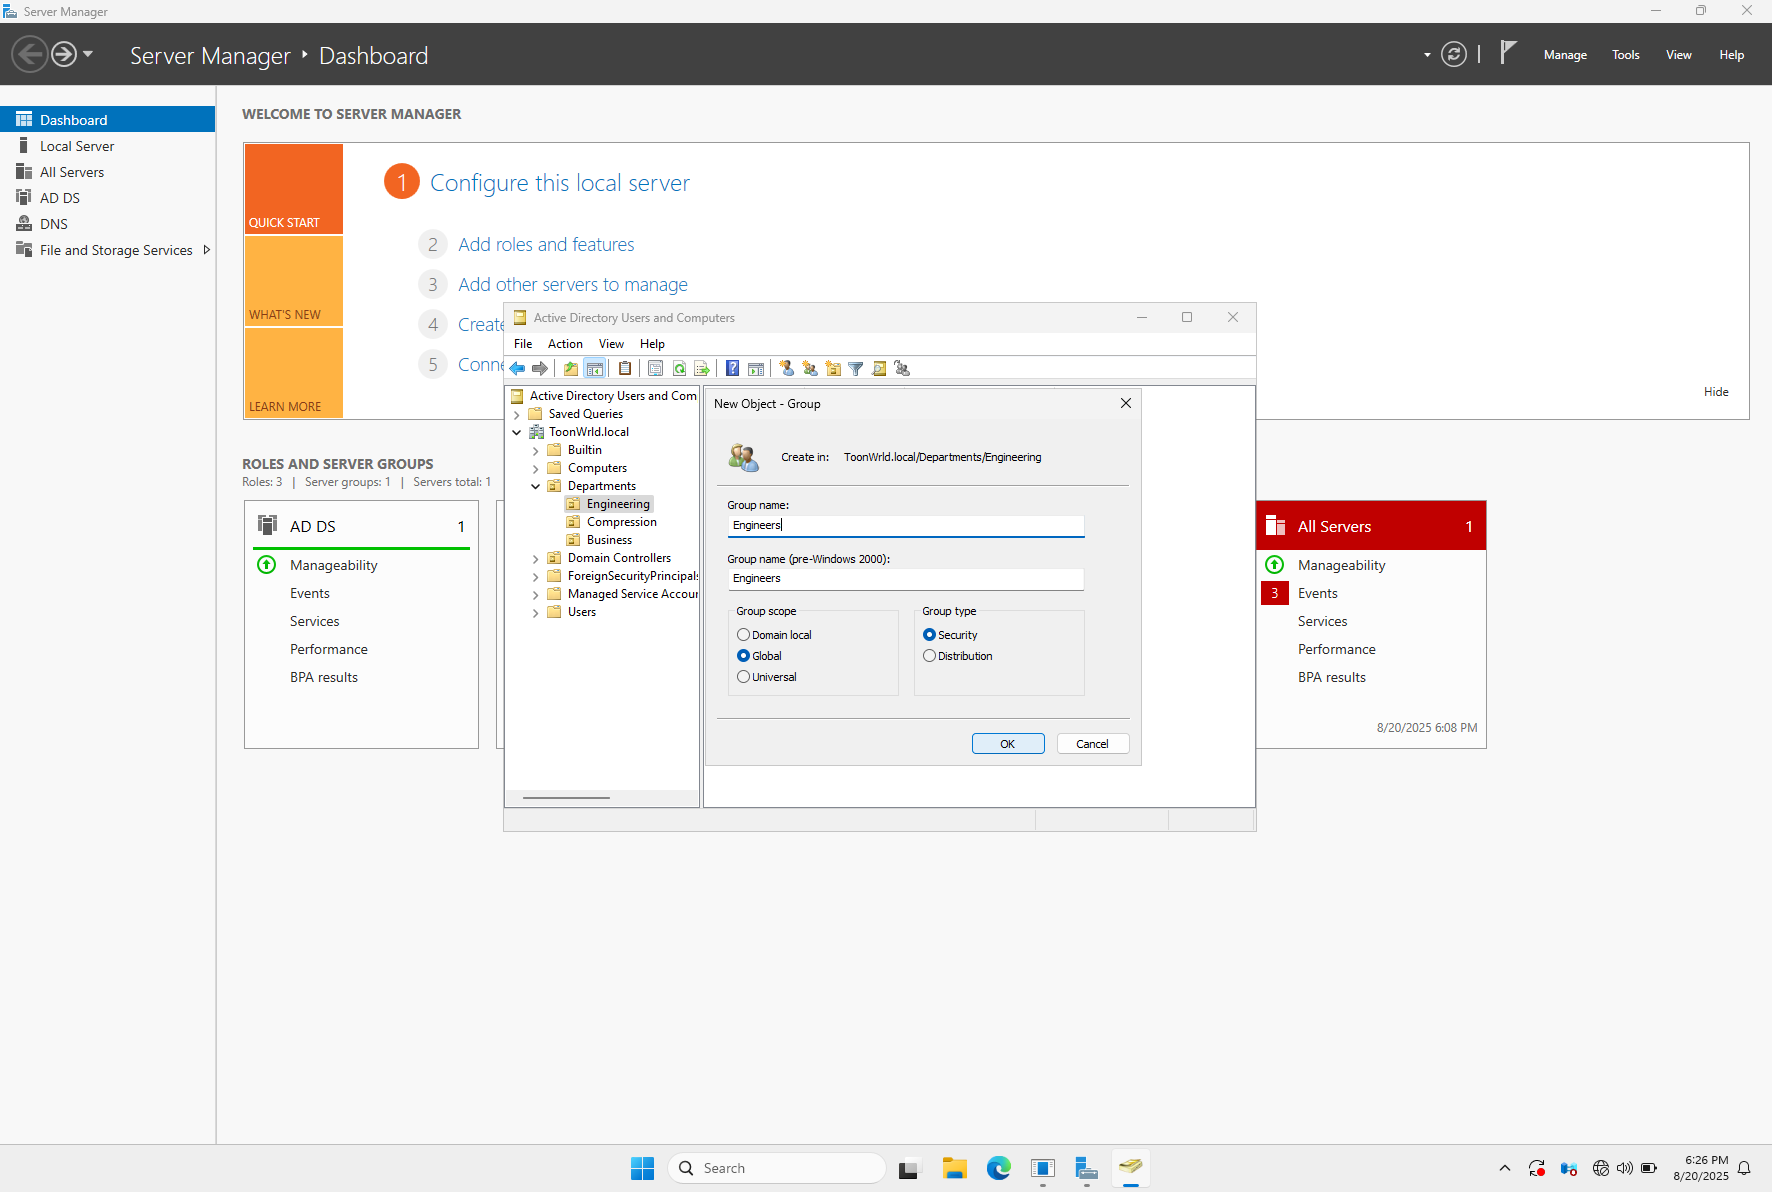 Server Manager
Server Manager
Dashboard
Manage
Tools
View
Help
Dashboard
Local Server
All Servers
AD DS
DNS
File and Storage Services
WELCOME TO SERVER MANAGER
QUICK START
WHAT'S NEW
LEARN MORE
1 Configure this local server
2 Add roles and features
3 Add other servers to manage
4 Create
5 Conne
Hide
ROLES AND SERVER GROUPS
Roles: 3 | Server groups: 1 | Servers total: 1
AD DS 1
Manageability
Events
Services
Performance
BPA results
Active Directory Users and Computers
File
Action
View
Help
Active Directory Users and Com
Saved Queries
ToonWrld.local
Builtin
Computers
Departments
Engineering
Compression
Business
Domain Controllers
ForeignSecurityPrincipals
Managed Service Accour
Users
New Object - Group
Create in: ToonWrld.local/Departments/Engineering
Group name:
Engineers
Group name (pre-Windows 2000):
Engineers
Group scope
Domain local
Global
Universal
Group type
Security
Distribution
OK
Cancel
All Servers 1
Manageability
3 Events
Services
Performance
BPA results
8/20/2025 6:08 PM
Search
6:26 PM
8/20/2025